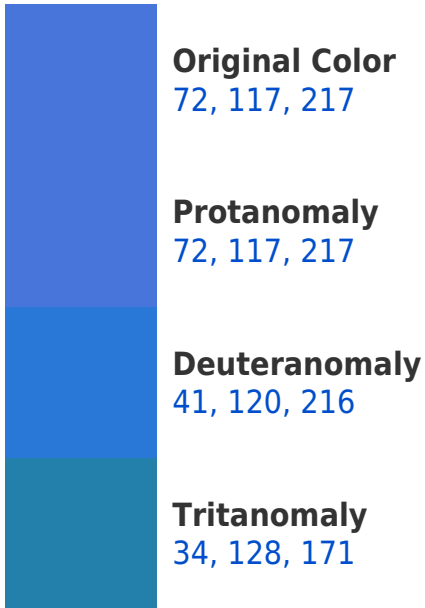 Original Color
72, 117, 217
Protanomaly
72, 117, 217
Deuteranomaly
41, 120, 216
Tritanomaly
34, 128, 171